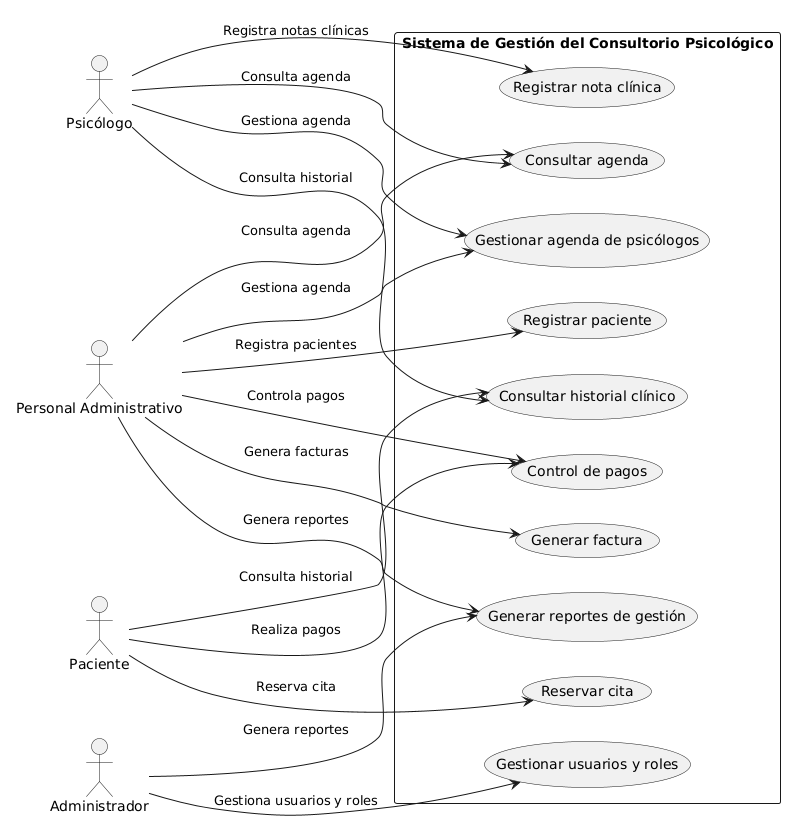 Registra notas clínicas
Sistema de Gestión del Consultorio Psicológico
Consulta agenda
Registrar nota clínica
Psicólogo
Gestiona agenda
Consultar agenda
Consulta historial
Consulta agenda
Gestionar agenda de psicólogos
Gestiona agenda
Registrar paciente
Registra pacientes
Controla pagos
Consultar historial clínico
Personal Administrativo
Genera facturas
Control de pagos
Genera reportes
Generar factura
Consulta historial
Generar reportes de gestión
Realiza pagos
Paciente
Reserva cita
Reservar cita
Genera reportes
Gestionar usuarios y roles
Gestiona usuarios y roles
Administrador